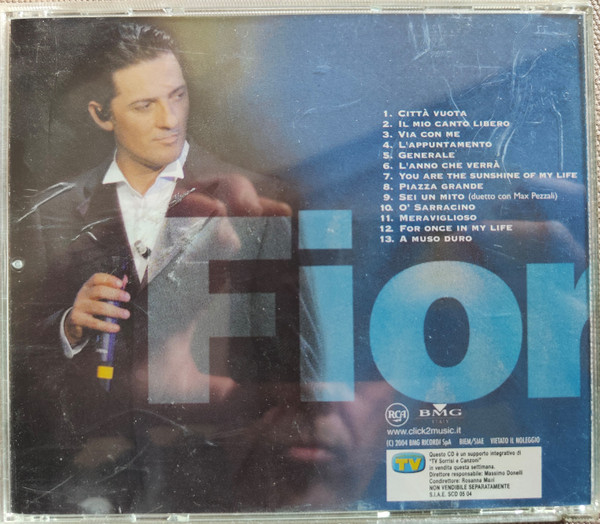 1. CITTÀ VUOTA
2. IL MIO CANTO LIBERO
3. VIA CON ME
4. L'APPUNTAMENTO
5. GENERALE
6. L'ANNO CHE VERRÀ
7. YOU ARE THE SUNSHINE OF MY LIFE
8. PIAZZA GRANDE
9. SEI UN MITO (duetto con Max Pezzali)
10. O' SARRACINO
11. MERAVIGLIOSO
12. FOR ONCE IN MY LIFE
13. A MUSO DURO
Fior
RCA
BMG
www.click2music.it
(C) 2004 BMG RICORDI SpA BIEM/SIAE VIETATO IL NOLEGGIO
TV
Questo CD è un supporto integrativo di
"TV Sorrisi e Canzoni"
in vendita questa settimana.
Direttore responsabile: Massimo Donelli
Condirettore: Rosanna Mani
NON VENDIBILE SEPARATAMENTE
S.I.A.E. SCD 05 04